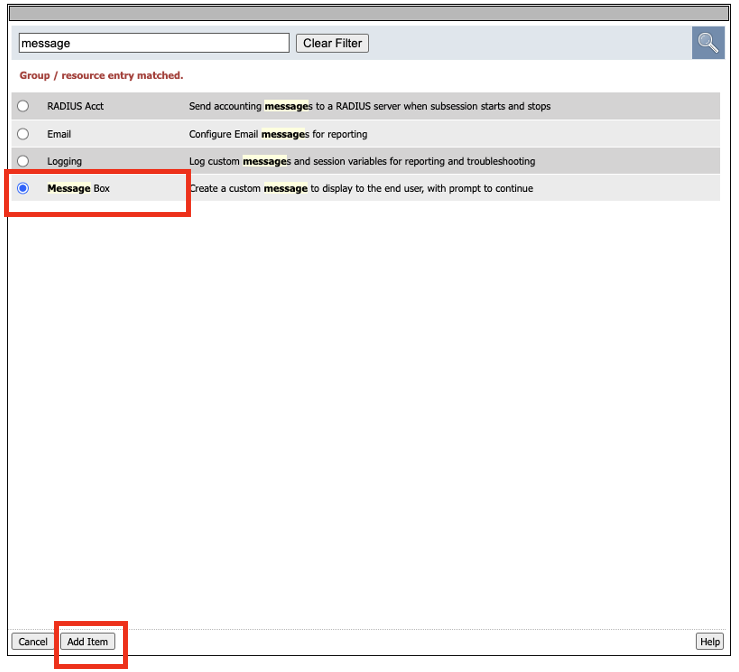 message Clear Filter
Group / resource entry matched.
RADIUS Acct Send accounting messages to a RADIUS server when subsession starts and stops
Email Configure Email messages for reporting
Logging Log custom messages and session variables for reporting and troubleshooting
Message Box Create a custom message to display to the end user, with prompt to continue
Cancel Add Item Help